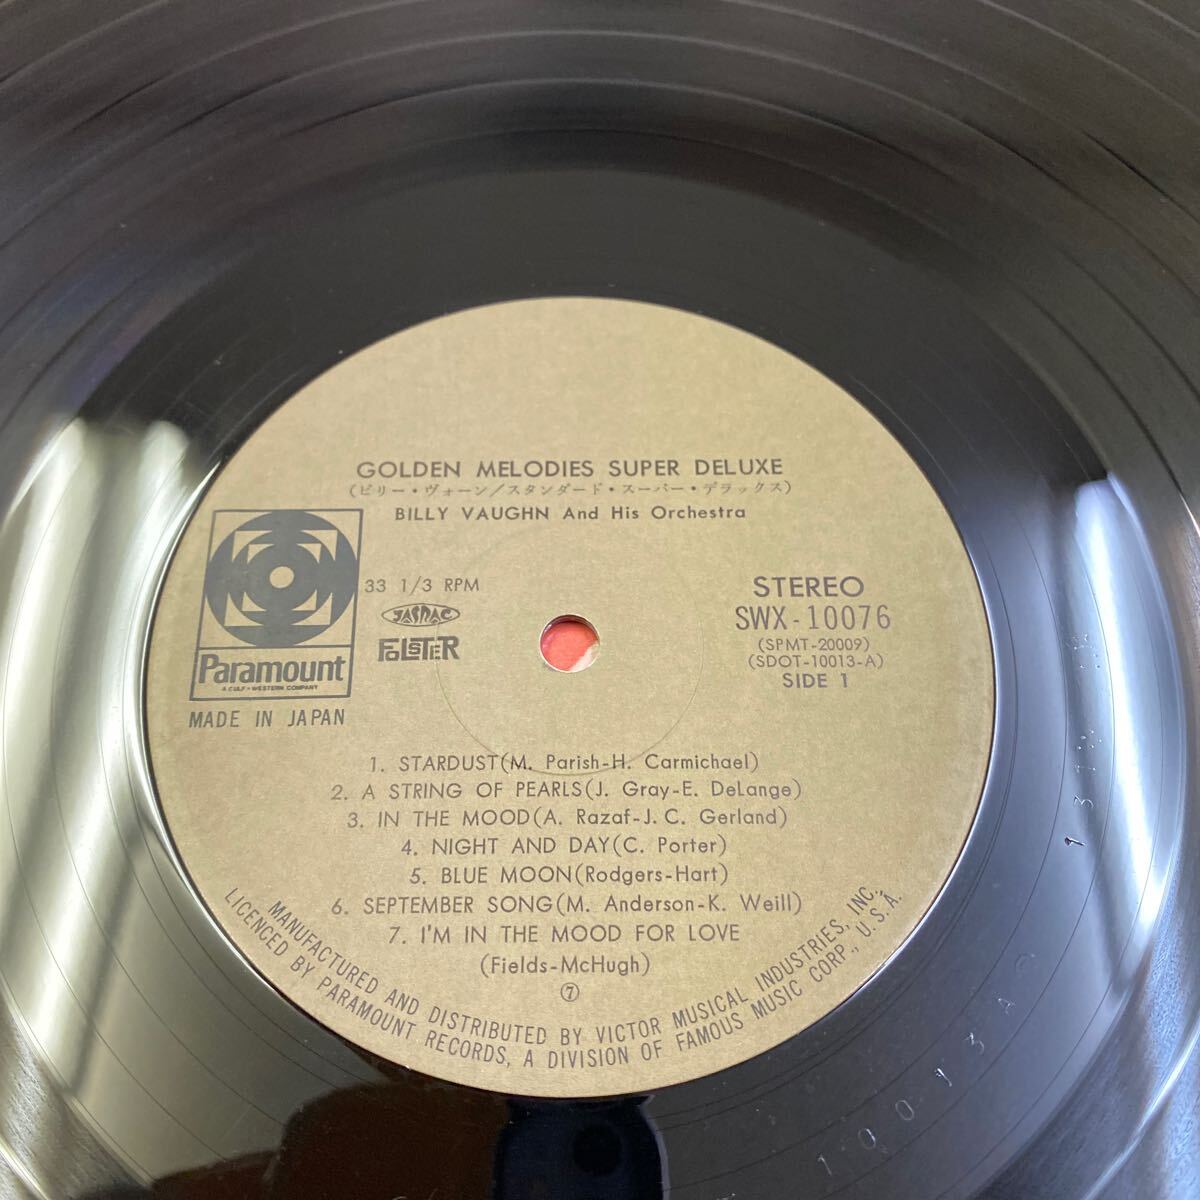 GOLDEN MELODIES SUPER DELUXE
(ビリー・ヴォーン/スタンダード・スーパー・デラックス)
BILLY VAUGHN And His Orchestra
33 1/3 RPM
JASRAC
FOLSTER
Paramount
A GULF+WESTERN COMPANY
MADE IN JAPAN
STEREO
SWX-10076
(SPMT-20009)
(SDOT-10013-A)
SIDE 1
1. STARDUST(M. Parish-H. Carmichael)
2. A STRING OF PEARLS(J. Gray-E. DeLange)
3. IN THE MOOD(A. Razaf-J. C. Gerland)
4. NIGHT AND DAY(C. Porter)
5. BLUE MOON(Rodgers-Hart)
6. SEPTEMBER SONG(M. Anderson-K. Weill)
7. I'M IN THE MOOD FOR LOVE
(Fields-McHugh)
⑦
MANUFACTURED AND DISTRIBUTED BY VICTOR MUSICAL INDUSTRIES, INC.,
LICENCED BY PARAMOUNT RECORDS, A DIVISION OF FAMOUS MUSIC CORP., U.S.A.